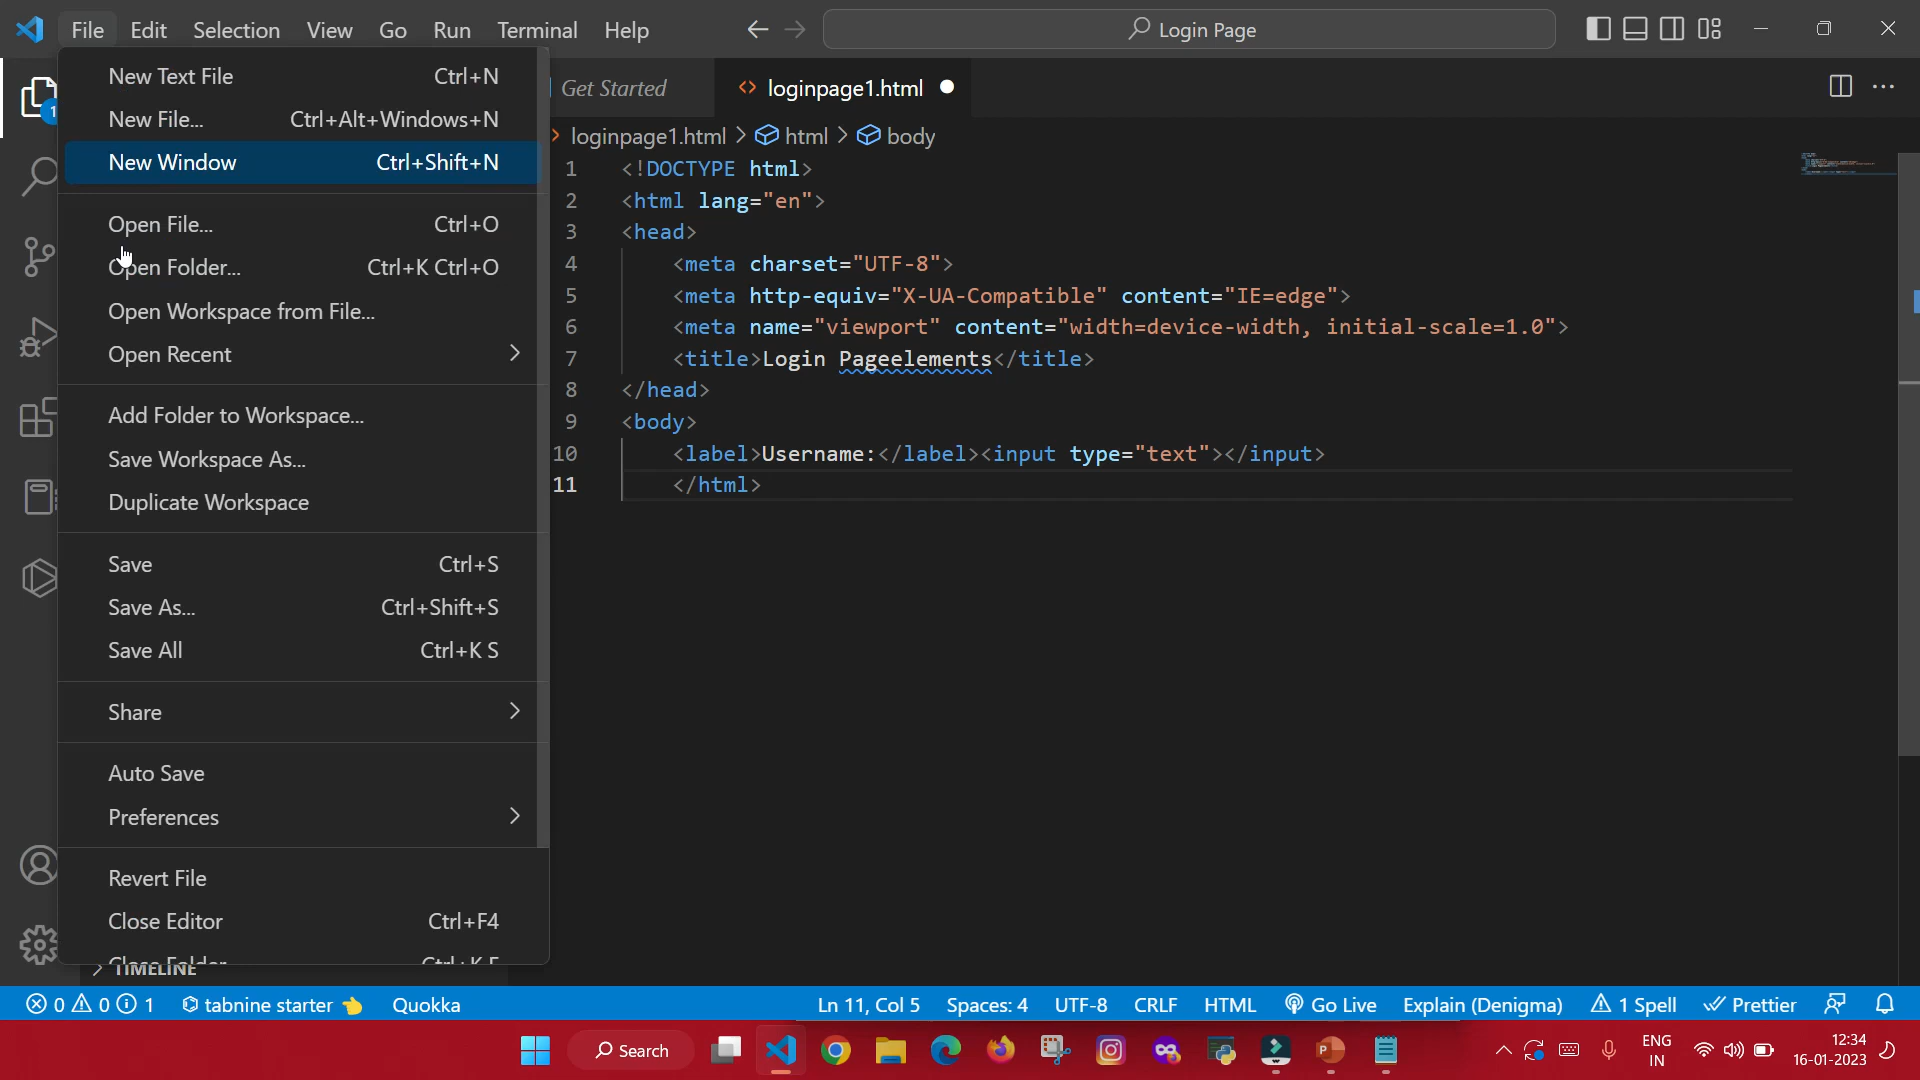 File Edit Selection View Go Run Terminal Help
Login Page
New Text File Ctrl+N
New File... Ctrl+Alt+Windows+N
New Window Ctrl+Shift+N
Open File... Ctrl+O
Open Folder... Ctrl+K Ctrl+O
Open Workspace from File...
Open Recent
Add Folder to Workspace...
Save Workspace As...
Duplicate Workspace
Save Ctrl+S
Save As... Ctrl+Shift+S
Save All Ctrl+K S
Share
Auto Save
Preferences
Revert File
Close Editor Ctrl+F4
Close Folder Ctrl+K F
TIMELINE
1
Get Started
loginpage1.html
loginpage1.html > html > body
1 <!DOCTYPE html>
2 <html lang="en">
3 <head>
4 <meta charset="UTF-8">
5 <meta http-equiv="X-UA-Compatible" content="IE=edge">
6 <meta name="viewport" content="width=device-width, initial-scale=1.0">
7 <title>Login Pageelements</title>
8 </head>
9 <body>
10 <label>Username:</label><input type="text"></input>
11 </html>
0 0 1 tabnine starter Quokka Ln 11, Col 5 Spaces: 4 UTF-8 CRLF HTML Go Live Explain (Denigma) 1 Spell Prettier
Search
ENG
IN
12:34
16-01-2023